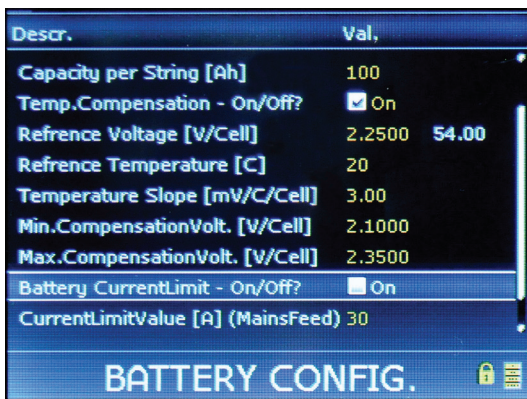 Descr. Val,
Capacity per String [Ah] 100
Temp.Compensation - On/Off? On
Refrence Voltage [V/Cell] 2.2500 54.00
Refrence Temperature [C] 20
Temperature Slope [mV/C/Cell] 3.00
Min.CompensationVolt. [V/Cell] 2.1000
Max.CompensationVolt. [V/Cell] 2.3500
Battery CurrentLimit - On/Off? On
CurrentLimitValue [A] (MainsFeed) 30
BATTERY CONFIG.